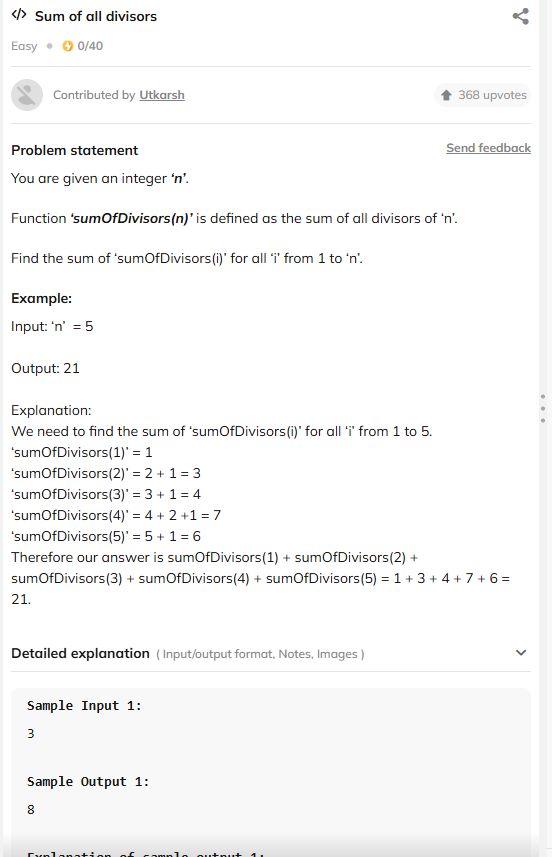 </> Sum of all divisors
Easy 0/40
Contributed by Utkarsh 368 upvotes
Problem statement Send feedback
You are given an integer ‘n’.
Function ‘sumOfDivisors(n)’ is defined as the sum of all divisors of ‘n’.
Find the sum of ‘sumOfDivisors(i)’ for all ‘i’ from 1 to ‘n’.
Example:
Input: ‘n’ = 5
Output: 21
Explanation:
We need to find the sum of ‘sumOfDivisors(i)’ for all ‘i’ from 1 to 5.
‘sumOfDivisors(1)’ = 1
‘sumOfDivisors(2)’ = 2 + 1 = 3
‘sumOfDivisors(3)’ = 3 + 1 = 4
‘sumOfDivisors(4)’ = 4 + 2 +1 = 7
‘sumOfDivisors(5)’ = 5 + 1 = 6
Therefore our answer is sumOfDivisors(1) + sumOfDivisors(2) +
sumOfDivisors(3) + sumOfDivisors(4) + sumOfDivisors(5) = 1 + 3 + 4 + 7 + 6 =
21.
Detailed explanation ( Input/output format, Notes, Images )
Sample Input 1:
3
Sample Output 1:
8
Explanation of sample output 1: